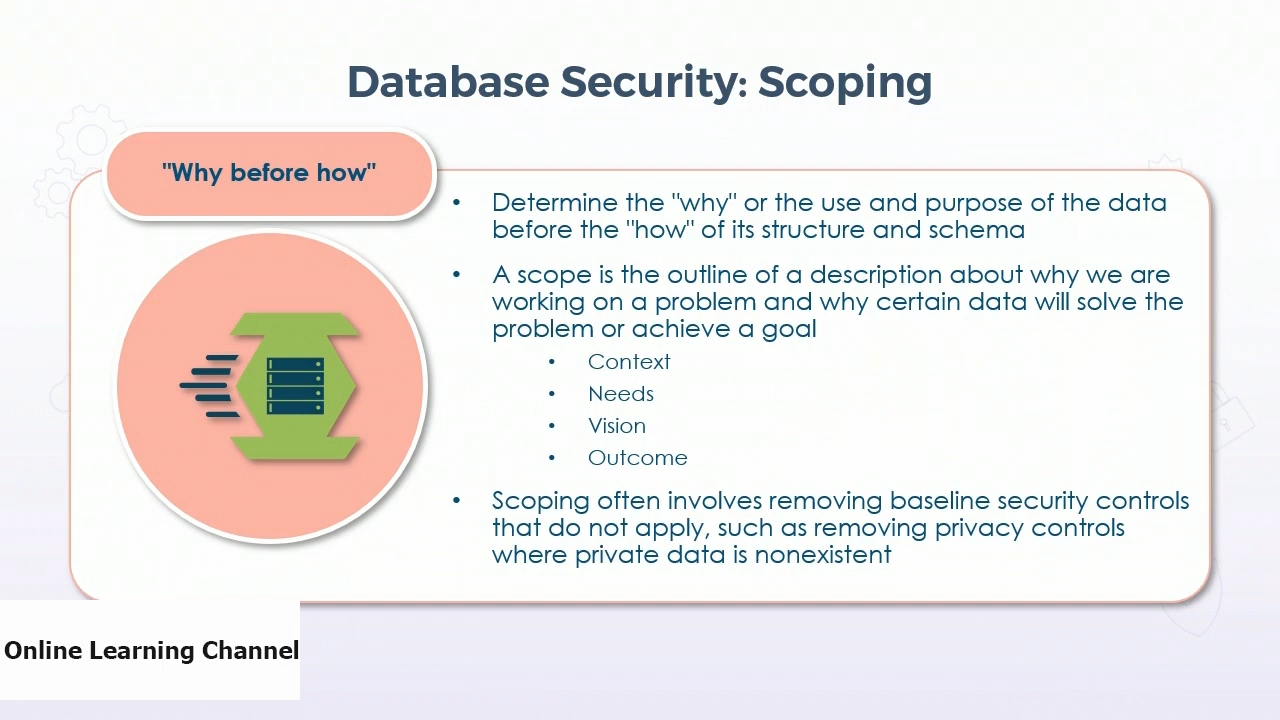 Database Security: Scoping
"Why before how"
• Determine the "why" or the use and purpose of the data
before the "how" of its structure and schema
• A scope is the outline of a description about why we are
working on a problem and why certain data will solve the
problem or achieve a goal
• Context
• Needs
• Vision
• Outcome
• Scoping often involves removing baseline security controls
that do not apply, such as removing privacy controls
where private data is nonexistent
Online Learning Channel